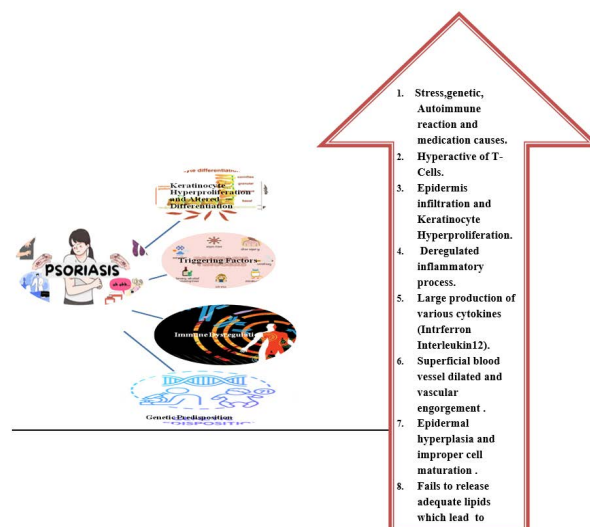 Keratinocyte
Hyperproliferation
and Altered
Differentiation
Triggering Factors
PSORIASIS
Genetic Predisposition
1. Stress,genetic,
Autoimmune
reaction and
medication causes.
2. Hyperactive of T-
Cells.
3. Epidermis
infiltration and
Keratinocyte
Hyperproliferation.
4. Deregulated
inflammatory
process.
5. Large production of
various cytokines
(Intrferron
Interleukin12).
6. Superficial blood
vessel dilated and
vascular
engorgement .
7. Epidermal
hyperplasia and
improper cell
maturation .
8. Fails to release
adequate lipids
which lead to